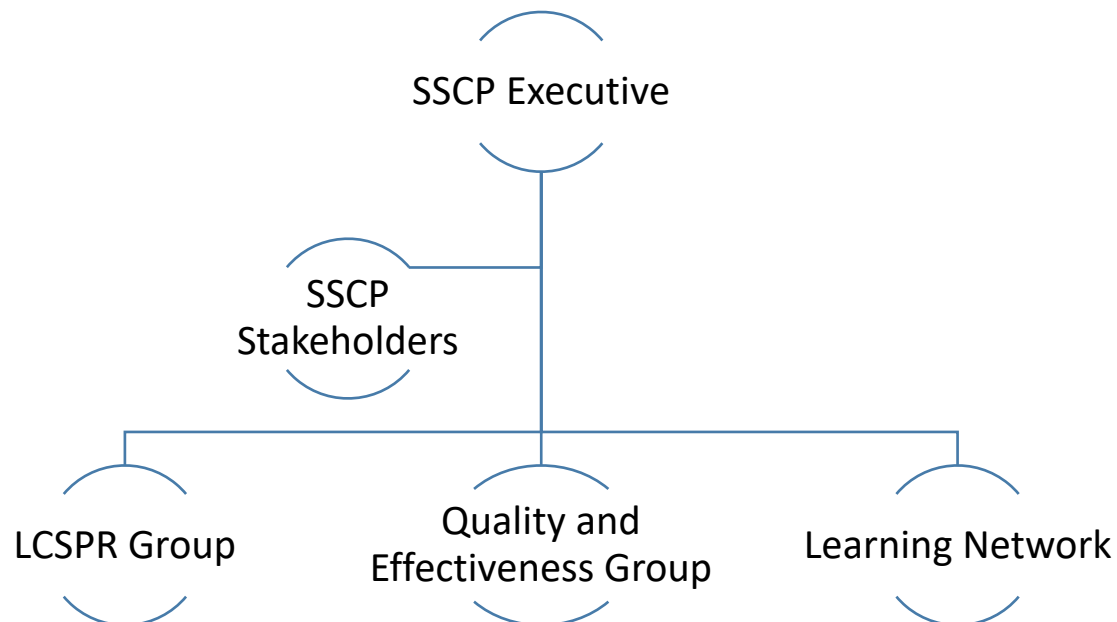 SSCP Executive
SSCP
Stakeholders
LCSPR Group
Quality and
Effectiveness Group
Learning Network